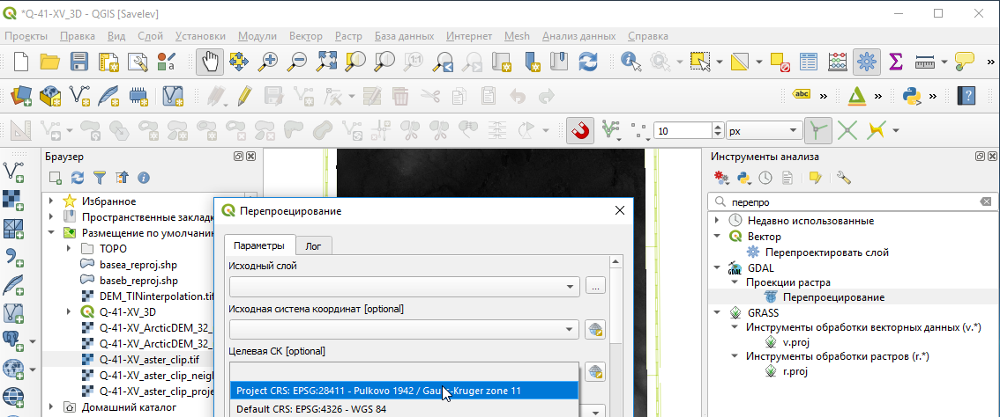 *Q-41-XV_3D - QGIS [Savelev]
Проекты Правка Вид Слой Установки Модули Вектор Растр База данных Интернет Mesh Анализ данных Справка
1:1
abc
10 px
Браузер
Избранное
Пространственные заклад
Размещение по умолчани
TOPO
basea_reproj.shp
baseb_reproj.shp
DEM_TINinterpolation.tif
Q-41-XV_3D
Q-41-XV_ArcticDEM_32_
Q-41-XV_ArcticDEM_32_
Q-41-XV_aster_clip.tif
Q-41-XV_aster_clip_neigh
Q-41-XV_aster_clip_proje
Домашний каталог
Перепроецирование
Параметры Лог
Исходный слой
...
Исходная система координат [optional]
Целевая СК [optional]
Project CRS: EPSG:28411 - Pulkovo 1942 / Gauss-Kruger zone 11
Default CRS: EPSG:4326 - WGS 84
Инструменты анализа
перепро
Недавно использованные
Вектор
Перепроектировать слой
GDAL
Проекции растра
Перепроецирование
GRASS
Инструменты обработки векторных данных (v.*)
v.proj
Инструменты обработки растров (r.*)
r.proj